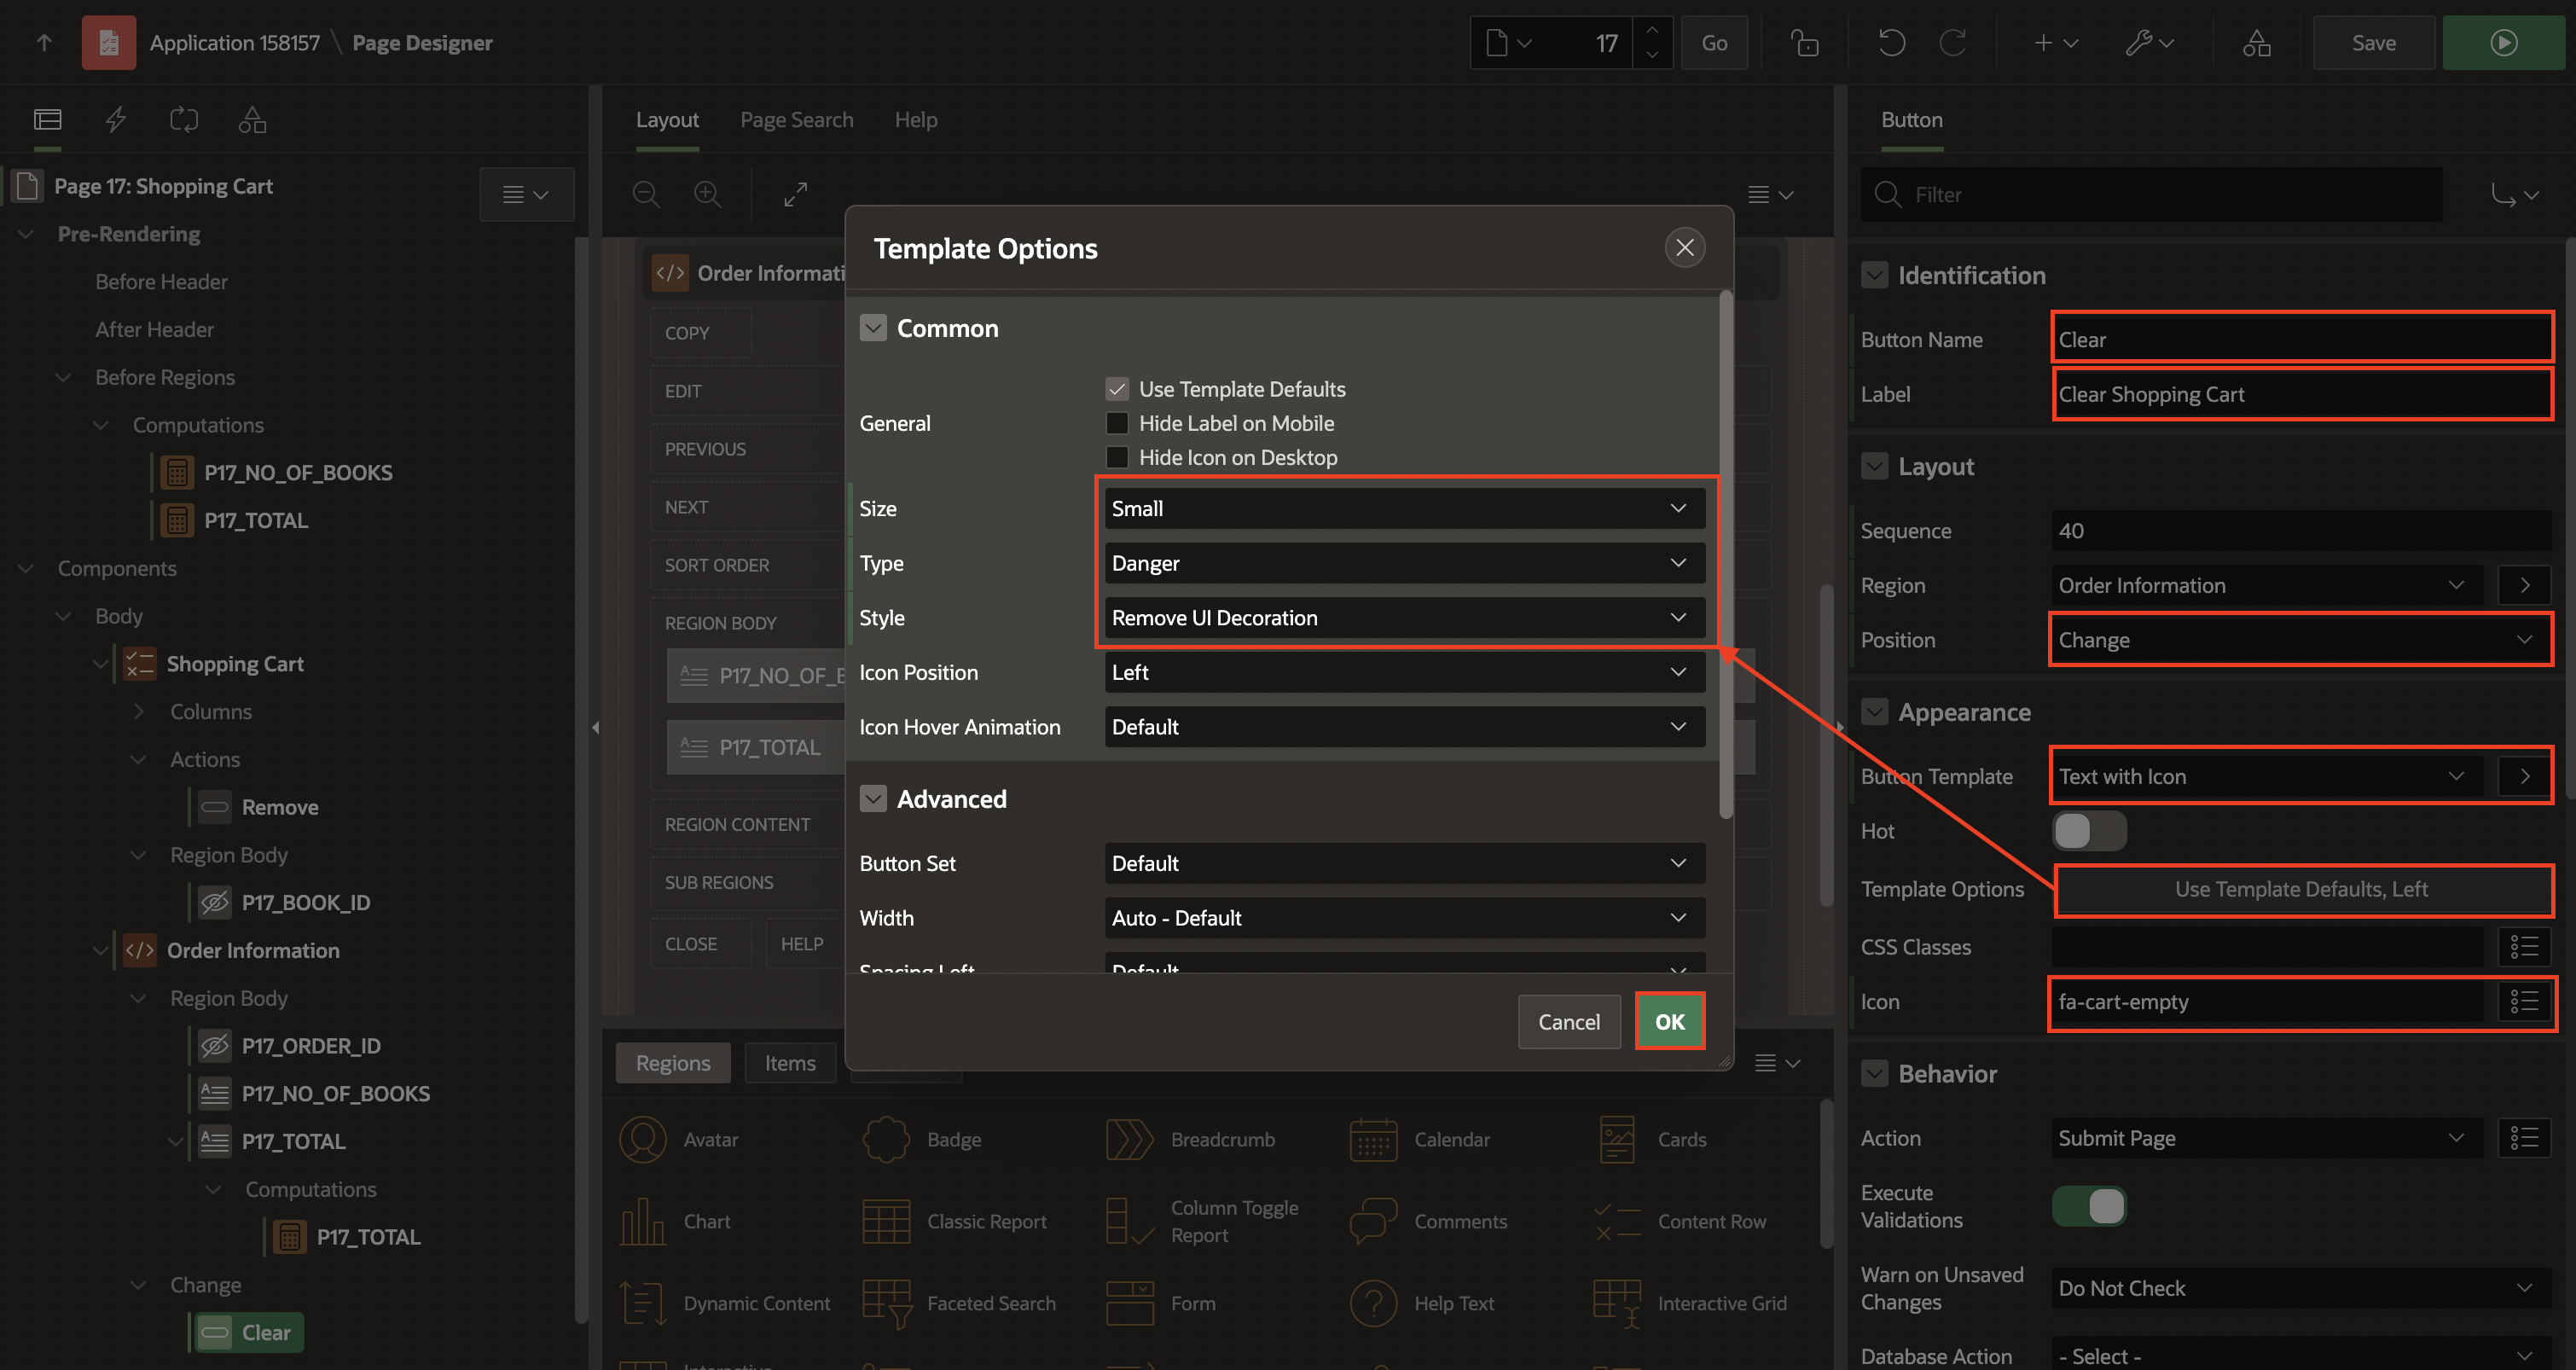 Application 158157 \ Page Designer
17
Go
Save
Page 17: Shopping Cart
Pre-Rendering
Before Header
After Header
Before Regions
Computations
P17_NO_OF_BOOKS
P17_TOTAL
Components
Body
Shopping Cart
Columns
Actions
Remove
Region Body
P17_BOOK_ID
Order Information
Region Body
P17_ORDER_ID
P17_NO_OF_BOOKS
P17_TOTAL
Computations
P17_TOTAL
Change
Clear
Layout
Page Search
Help
Order Informati
COPY
EDIT
PREVIOUS
NEXT
SORT ORDER
REGION BODY
P17_NO_OF_B
P17_TOTAL
REGION CONTENT
SUB REGIONS
CLOSE
HELP
Template Options
Common
General
Use Template Defaults
Hide Label on Mobile
Hide Icon on Desktop
Size
Small
Type
Danger
Style
Remove UI Decoration
Icon Position
Left
Icon Hover Animation
Default
Advanced
Button Set
Default
Width
Auto - Default
Spacing Left
Default
Cancel
OK
Regions
Items
Avatar
Badge
Breadcrumb
Calendar
Cards
Chart
Classic Report
Column Toggle
Report
Comments
Content Row
Dynamic Content
Faceted Search
Form
Help Text
Interactive Grid
Interactive
Button
Filter
Identification
Button Name
Clear
Label
Clear Shopping Cart
Layout
Sequence
40
Region
Order Information
Position
Change
Appearance
Button Template
Text with Icon
Hot
Template Options
Use Template Defaults, Left
CSS Classes
Icon
fa-cart-empty
Behavior
Action
Submit Page
Execute
Validations
Warn on Unsaved
Changes
Do Not Check
Database Action
- Select -